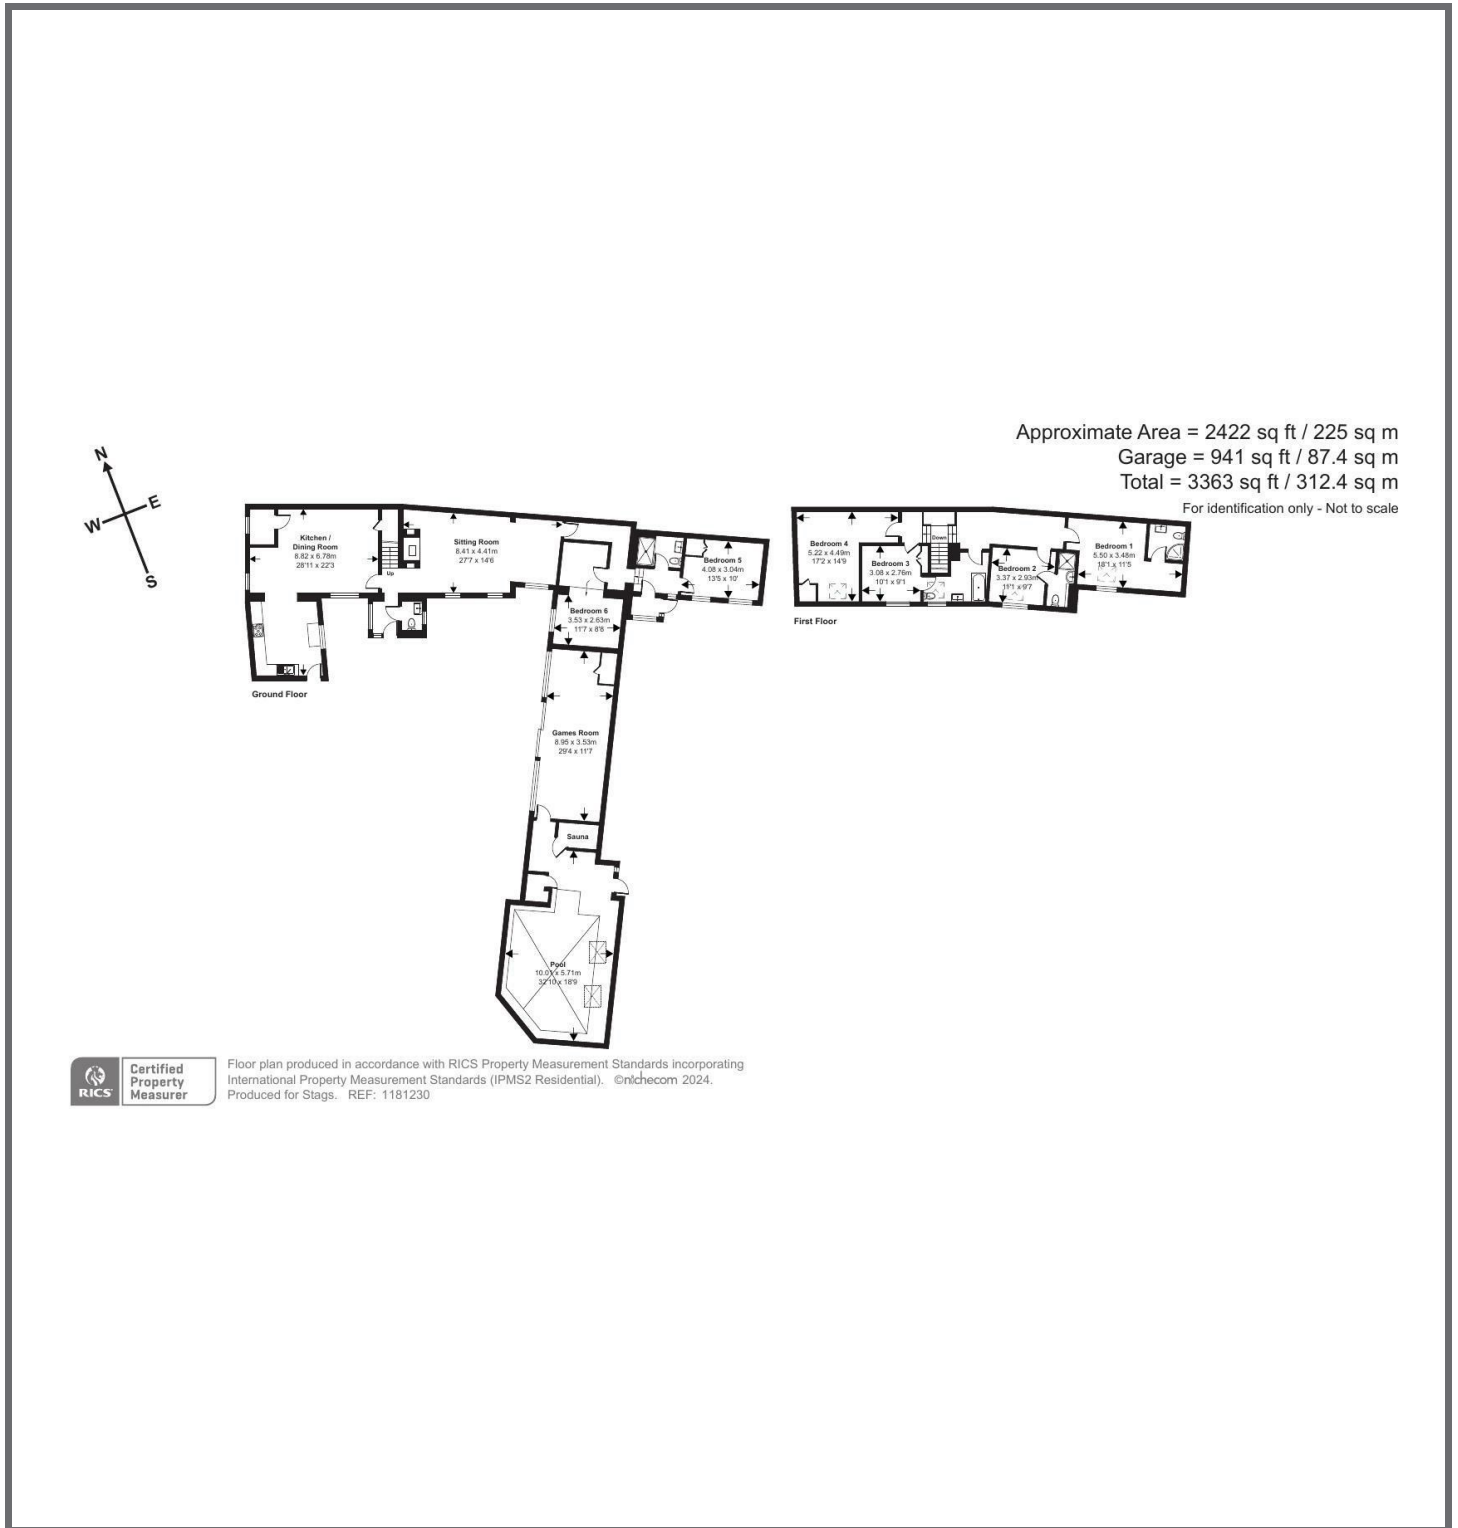 Approximate Area = 2422 sq ft / 225 sq m
Garage = 941 sq ft / 87.4 sq m
Total = 3363 sq ft / 312.4 sq m
For identification only - Not to scale
N
E
W
S
Kitchen /
Dining Room
8.82 x 6.78m
28'11 x 22'3
Up
Sitting Room
8.41 x 4.41m
27'7 x 14'6
Bedroom 5
4.08 x 3.04m
13'5 x 10'
Bedroom 6
3.53 x 2.63m
11'7 x 8'8
Ground Floor
Games Room
8.95 x 3.53m
29'4 x 11'7
Sauna
Pool
10.01 x 5.71m
32'10 x 18'9
Bedroom 4
5.22 x 4.49m
17'2 x 14'9
Bedroom 3
3.08 x 2.76m
10'1 x 9'1
Down
Bedroom 2
3.37 x 2.93m
11'1 x 9'7
Bedroom 1
5.50 x 3.48m
18'1 x 11'5
First Floor
RICS
Certified
Property
Measurer
Floor plan produced in accordance with RICS Property Measurement Standards incorporating
International Property Measurement Standards (IPMS2 Residential). ©nichecom 2024.
Produced for Stags. REF: 1181230